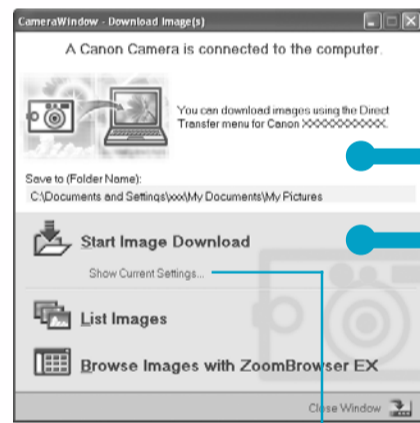 CameraWindow - Download Image(s)
A Canon Camera is connected to the computer.
You can download images using the Direct
Transfer menu for Canon XXXXXXXXXXX.
Save to (Folder Name):
C:\Documents and Settings\xxx\My Documents\My Pictures
Start Image Download
Show Current Settings...
List Images
Browse Images with ZoomBrowser EX
Close Window